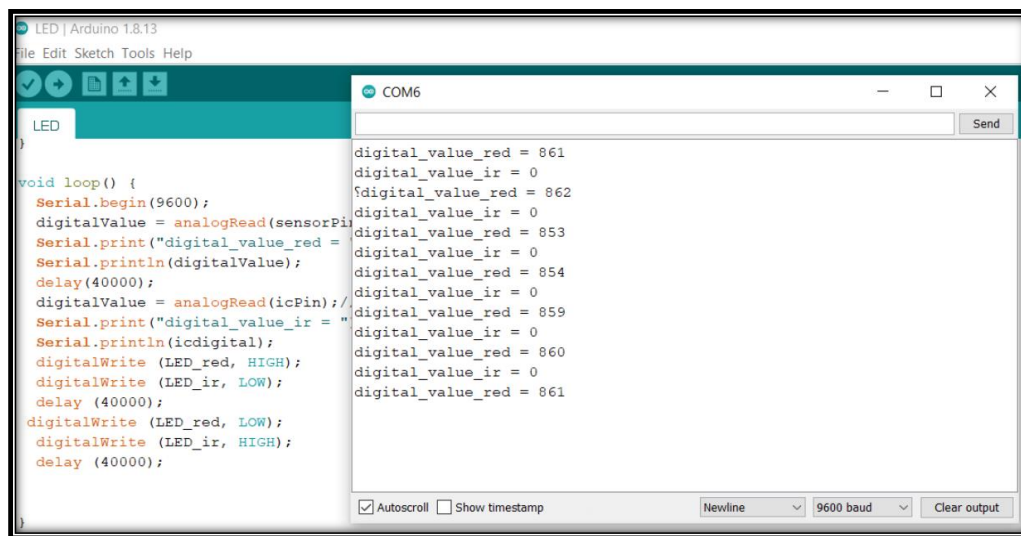 LED | Arduino 1.8.13
File Edit Sketch Tools Help
LED
}
void loop() {
Serial.begin(9600);
digitalValue = analogRead(sensorPin
Serial.print("digital_value_red = "
Serial.println(digitalValue);
delay(40000);
digitalValue = analogRead(icPin);/
Serial.print("digital_value_ir = "
Serial.println(icdigital);
digitalWrite (LED_red, HIGH);
digitalWrite (LED_ir, LOW);
delay (40000);
digitalWrite (LED_red, LOW);
digitalWrite (LED_ir, HIGH);
delay (40000);
}
COM6
Send
digital_value_red = 861
digital_value_ir = 0
⸮digital_value_red = 862
digital_value_ir = 0
digital_value_red = 853
digital_value_ir = 0
digital_value_red = 854
digital_value_ir = 0
digital_value_red = 859
digital_value_ir = 0
digital_value_red = 860
digital_value_ir = 0
digital_value_red = 861
Autoscroll Show timestamp Newline 9600 baud Clear output